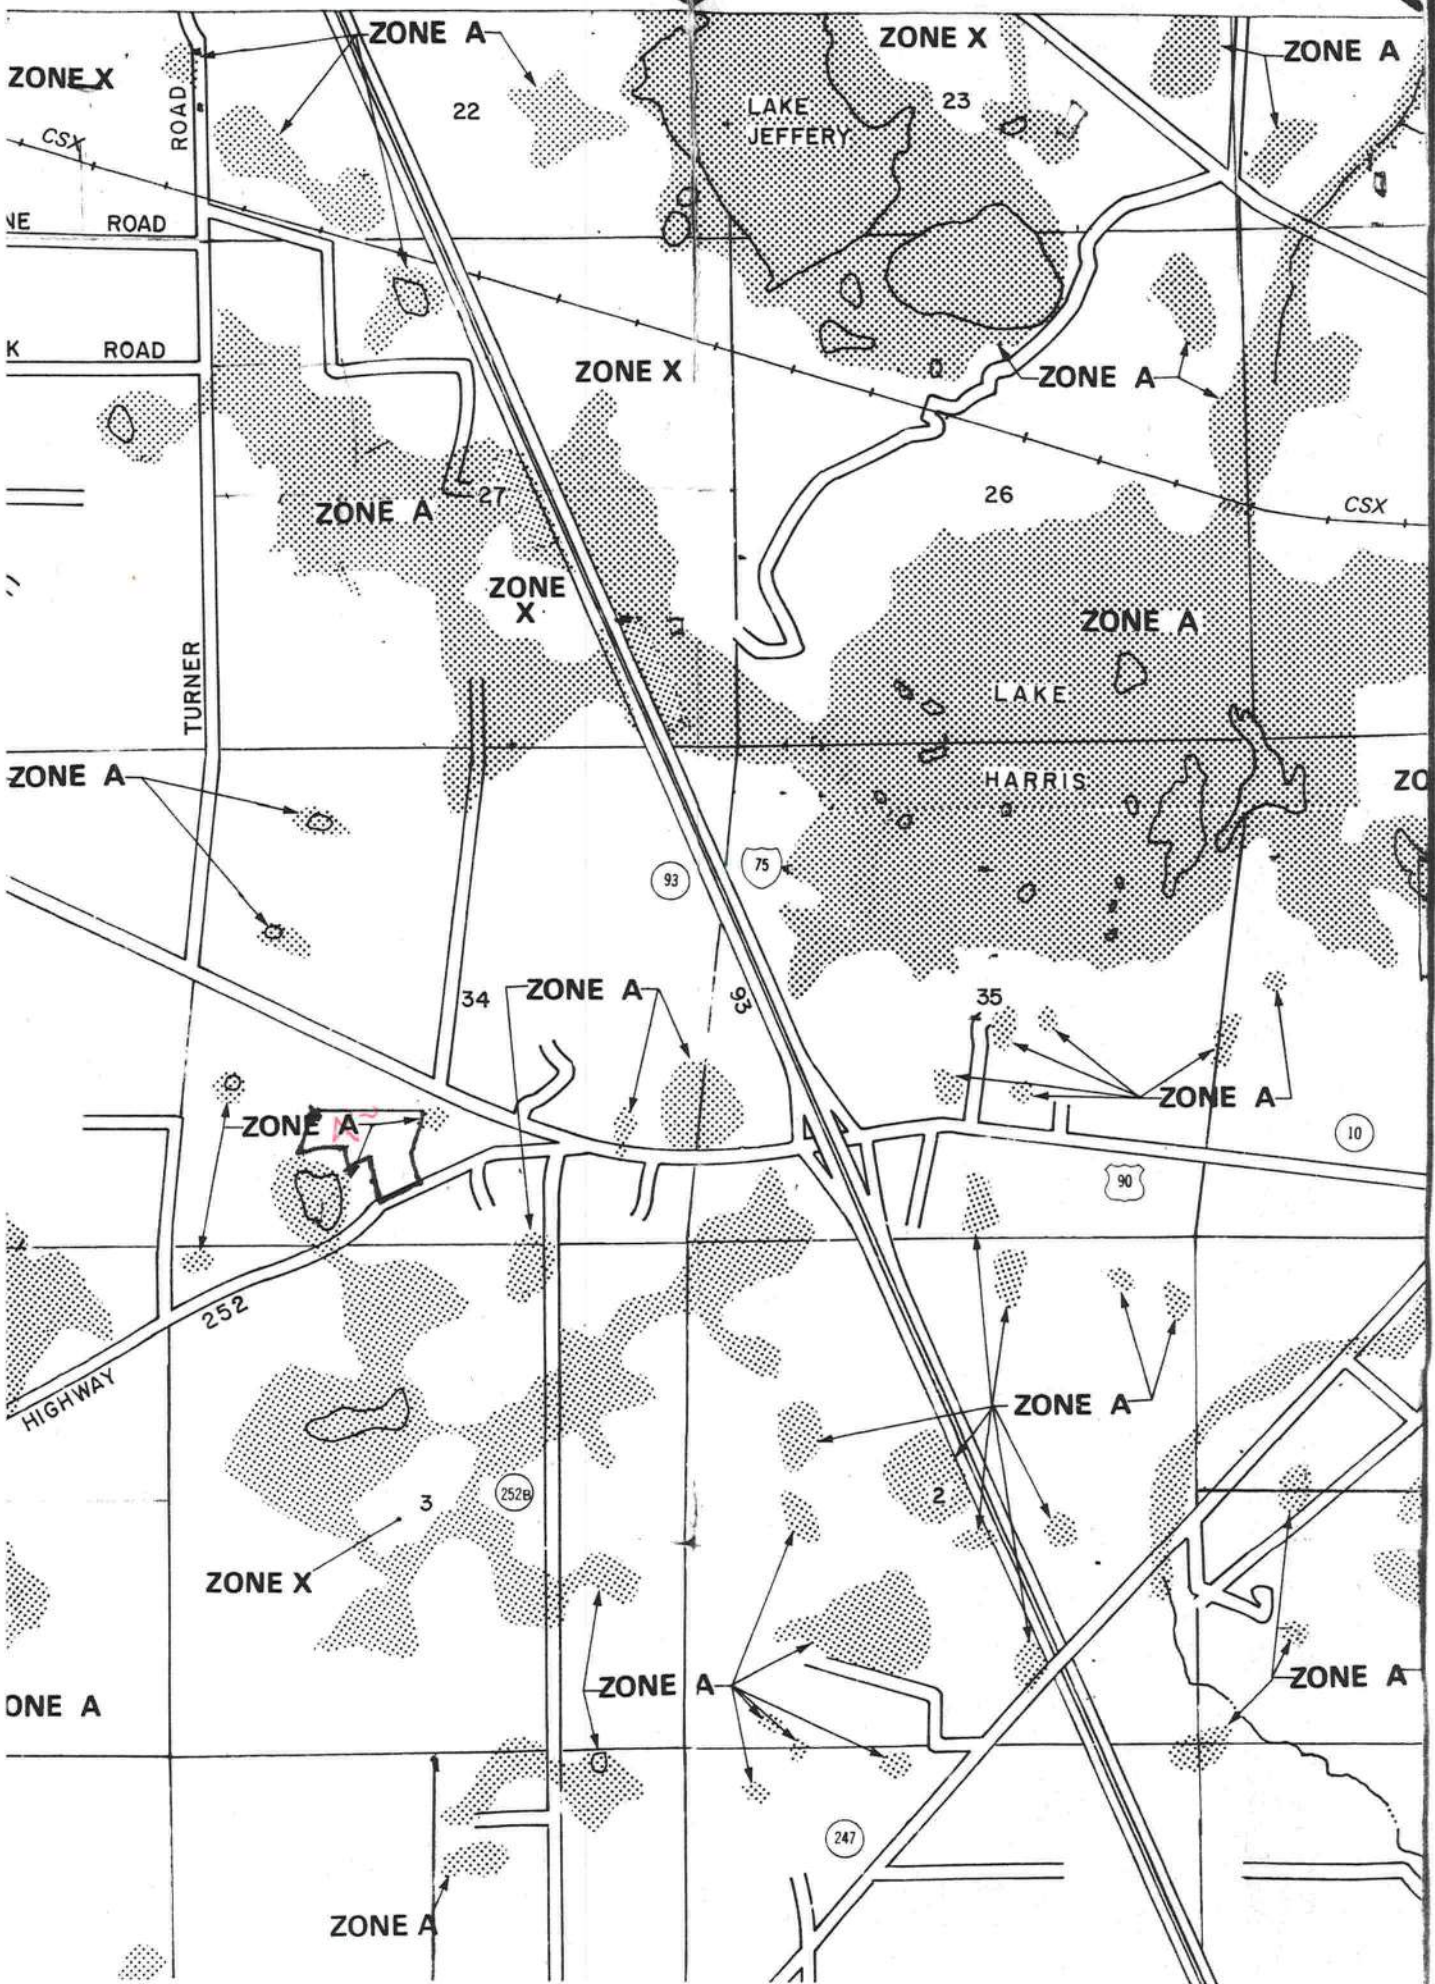 ZONE A
ZONE X
ZONE A
ZONE X
ROAD
22
LAKE
JEFFERY
23
CSX
NE ROAD
K ROAD
ZONE X
ZONE A
27
26
CSX
ZONE A
ZONE
X
ZONE A
TURNER
LAKE
ZONE A
HARRIS
ZO
93
75
34
ZONE A
93
35
ZONE A
ZONE A
10
90
252
HIGHWAY
ZONE A
3
252B
2
ZONE X
ZONE A
ZONE A
ONE A
247
ZONE A